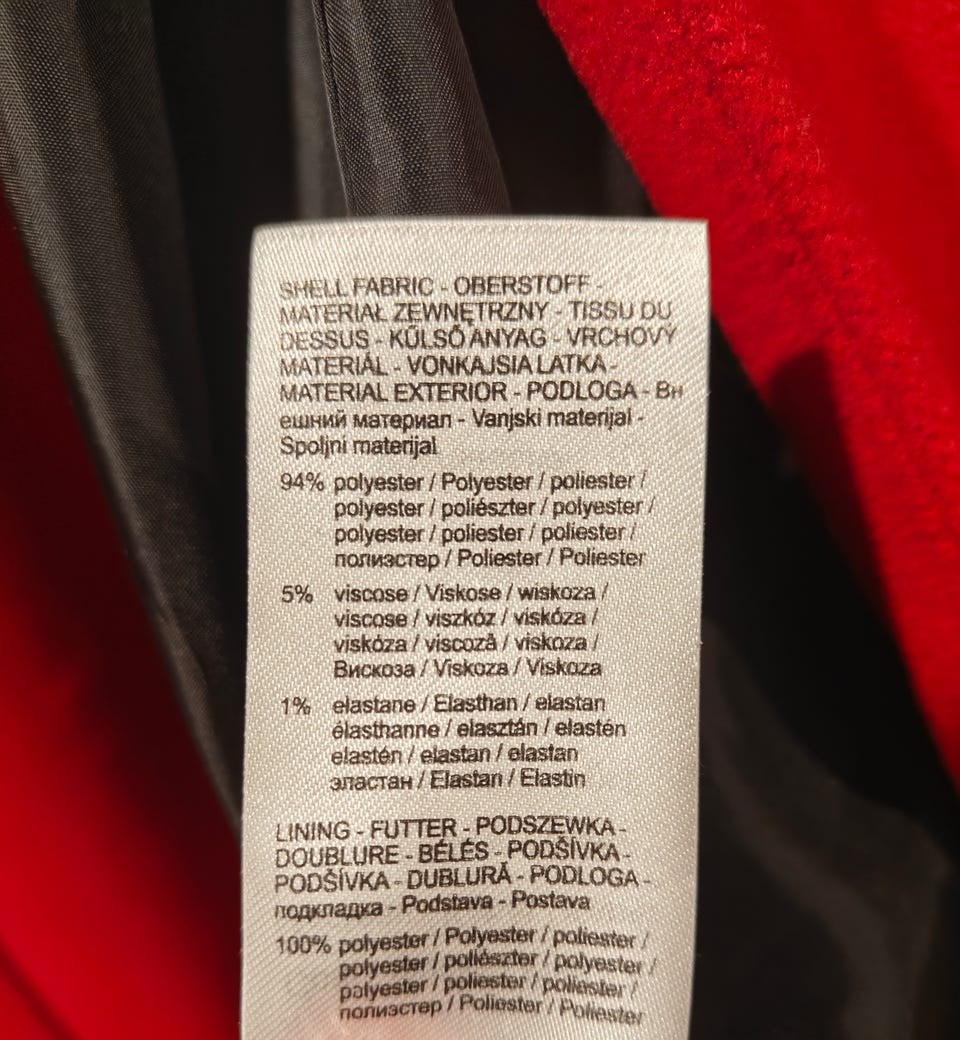 SHELL FABRIC - OBERSTOFF -
MATERIAŁ ZEWNĘTRZNY - TISSU DU
DESSUS - KŰLSŐ ANYAG - VRCHOVÝ
MATERIÁL - VONKAJSIA LATKA -
MATERIAL EXTERIOR - PODLOGA - Вн
ешний материал - Vanjski materijal -
Spoljni materijal
94% polyester / Polyester / poliester /
polyester / poliészter / polyester /
polyester / poliester / poliester /
полиэстер / Poliester / Poliester
5% viscose / Viskose / wiskoza /
viscose / viszkóz / viskóza /
viskóza / viscoză / viskoza /
Вискоза / Viskoza / Viskoza
1% elastane / Elasthan / elastan
élasthanne / elasztán / elastén
elastén / elastan / elastan
эластан / Elastan / Elastin
LINING - FUTTER - PODSZEWKA -
DOUBLURE - BÉLÉS - PODŠÍVKA -
PODŠÍVKA - DUBLURĂ - PODLOGA -
подкладка - Podstava - Postava
100% polyester / Polyester / poliester /
polyester / poliészter / polyester /
polyester / poliester / poliester /
полиэстер / Poliester / Poliester